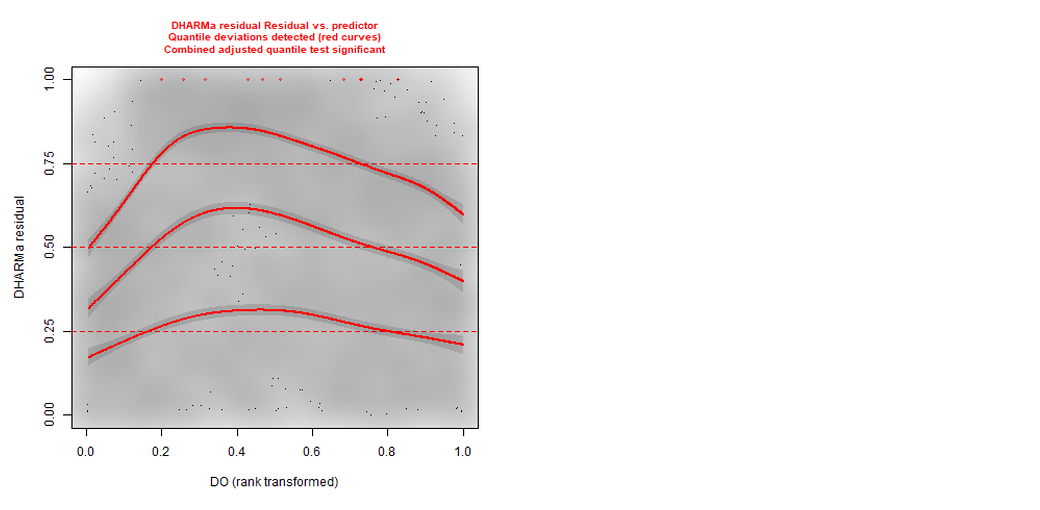 DHARMa residual Residual vs. predictor
Quantile deviations detected (red curves)
Combined adjusted quantile test significant
DHARMa residual
1.00
0.75
0.50
0.25
0.00
0.0 0.2 0.4 0.6 0.8 1.0
DO (rank transformed)